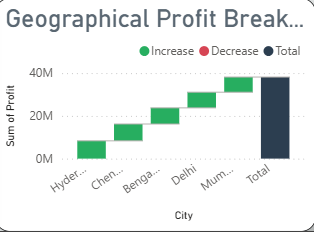 Geographical Profit Break...
Increase Decrease Total
Sum of Profit
40M
20M
0M
Hyder... Chen... Benga... Delhi Mum... Total
City